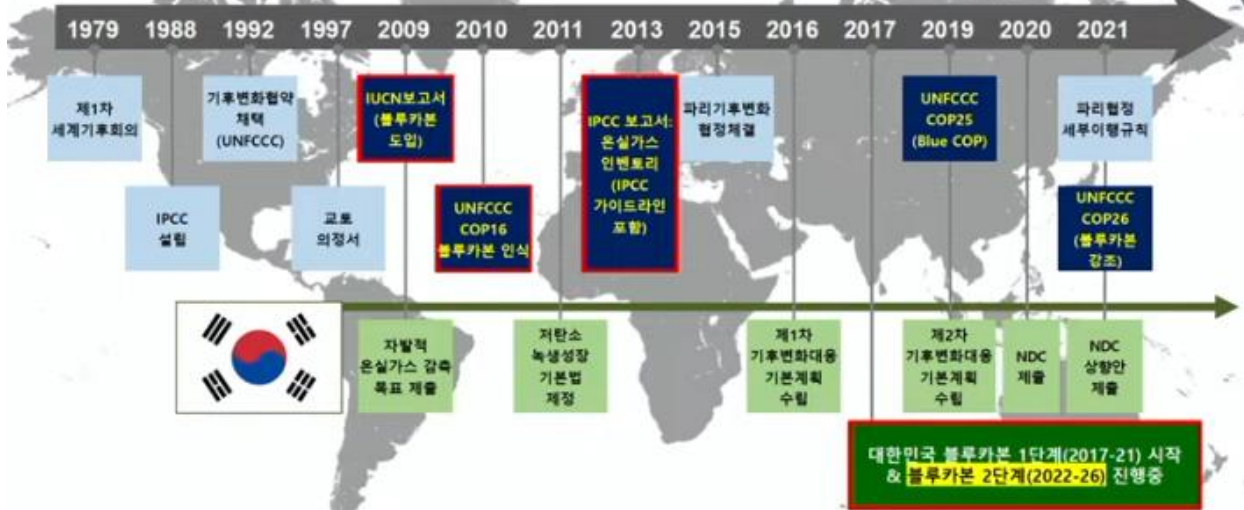 1979 1988 1992 1997 2009 2010 2011 2013 2015 2016 2017 2019 2020 2021
제1차
세계기후회의
IPCC
설립
기후변화협약
채택
(UNFCCC)
교토
의정서
IUCN보고서
(블루카본
도입)
UNFCCC
COP16
블루카본 인식
IPCC 보고서:
온실가스
인벤토리
(IPCC
가이드라인
포함)
파리기후변화
협정체결
UNFCCC
COP25
(Blue COP)
파리협정
세부이행규칙
UNFCCC
COP26
(블루카본
강조)
자발적
온실가스 감축
목표 제출
저탄소
녹생성장
기본법
제정
제1차
기후변화대응
기본계획
수립
제2차
기후변화대응
기본계획
수립
NDC
제출
NDC
상향안
제출
대한민국 블루카본 1단계(2017-21) 시작
& 블루카본 2단계(2022-26) 진행중